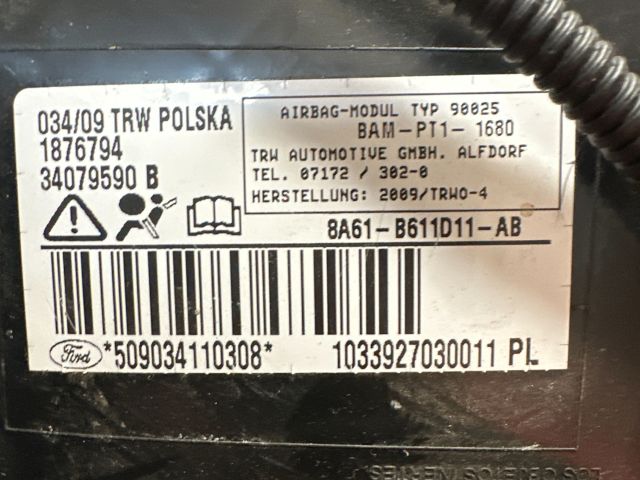 034/09 TRW POLSKA
1876794
34079590 B
AIRBAG-MODUL TYP 90025
BAM-PT1- 1680
TRW AUTOMOTIVE GMBH. ALFDORF
TEL. 07172 / 302-0
HERSTELLUNG: 2009/TRWO-4
8A61-B611D11-AB
Ford
*509034110308*
1033927030011 PL